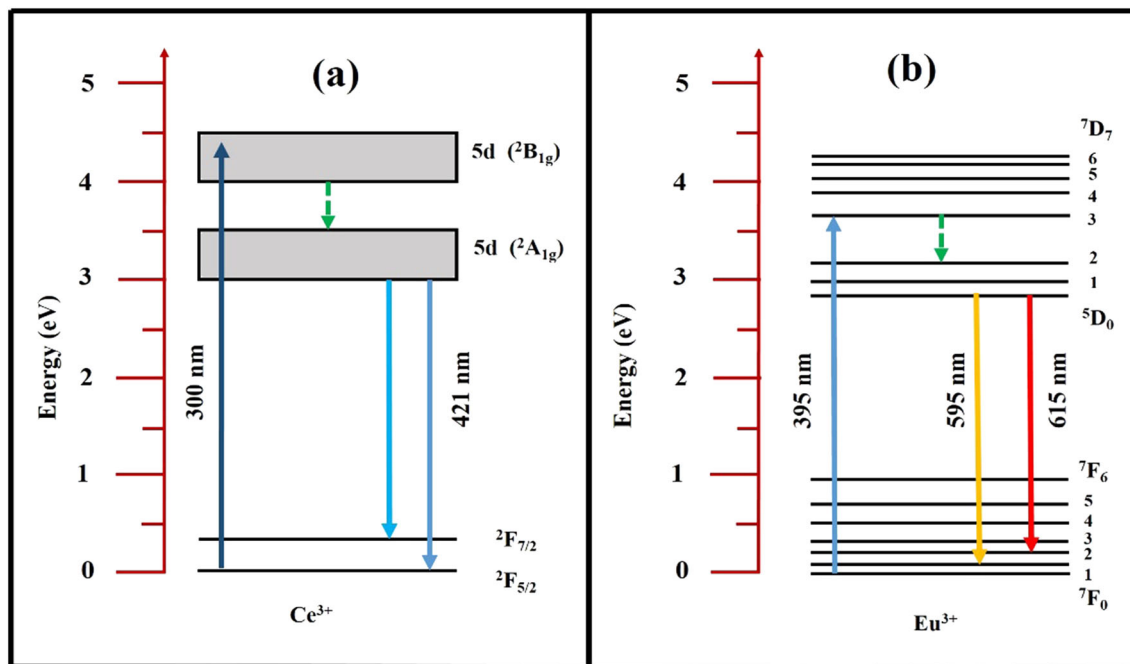 (a)
5
4
3
2
1
0
Energy (eV)
300 nm
421 nm
5d (²B₁g)
5d (²A₁g)
²F₇/₂
²F₅/₂
Ce³⁺
(b)
5
4
3
2
1
0
Energy (eV)
395 nm
595 nm
615 nm
⁷D₇
6
5
4
3
2
1
⁵D₀
⁷F₆
5
4
3
2
1
⁷F₀
Eu³⁺